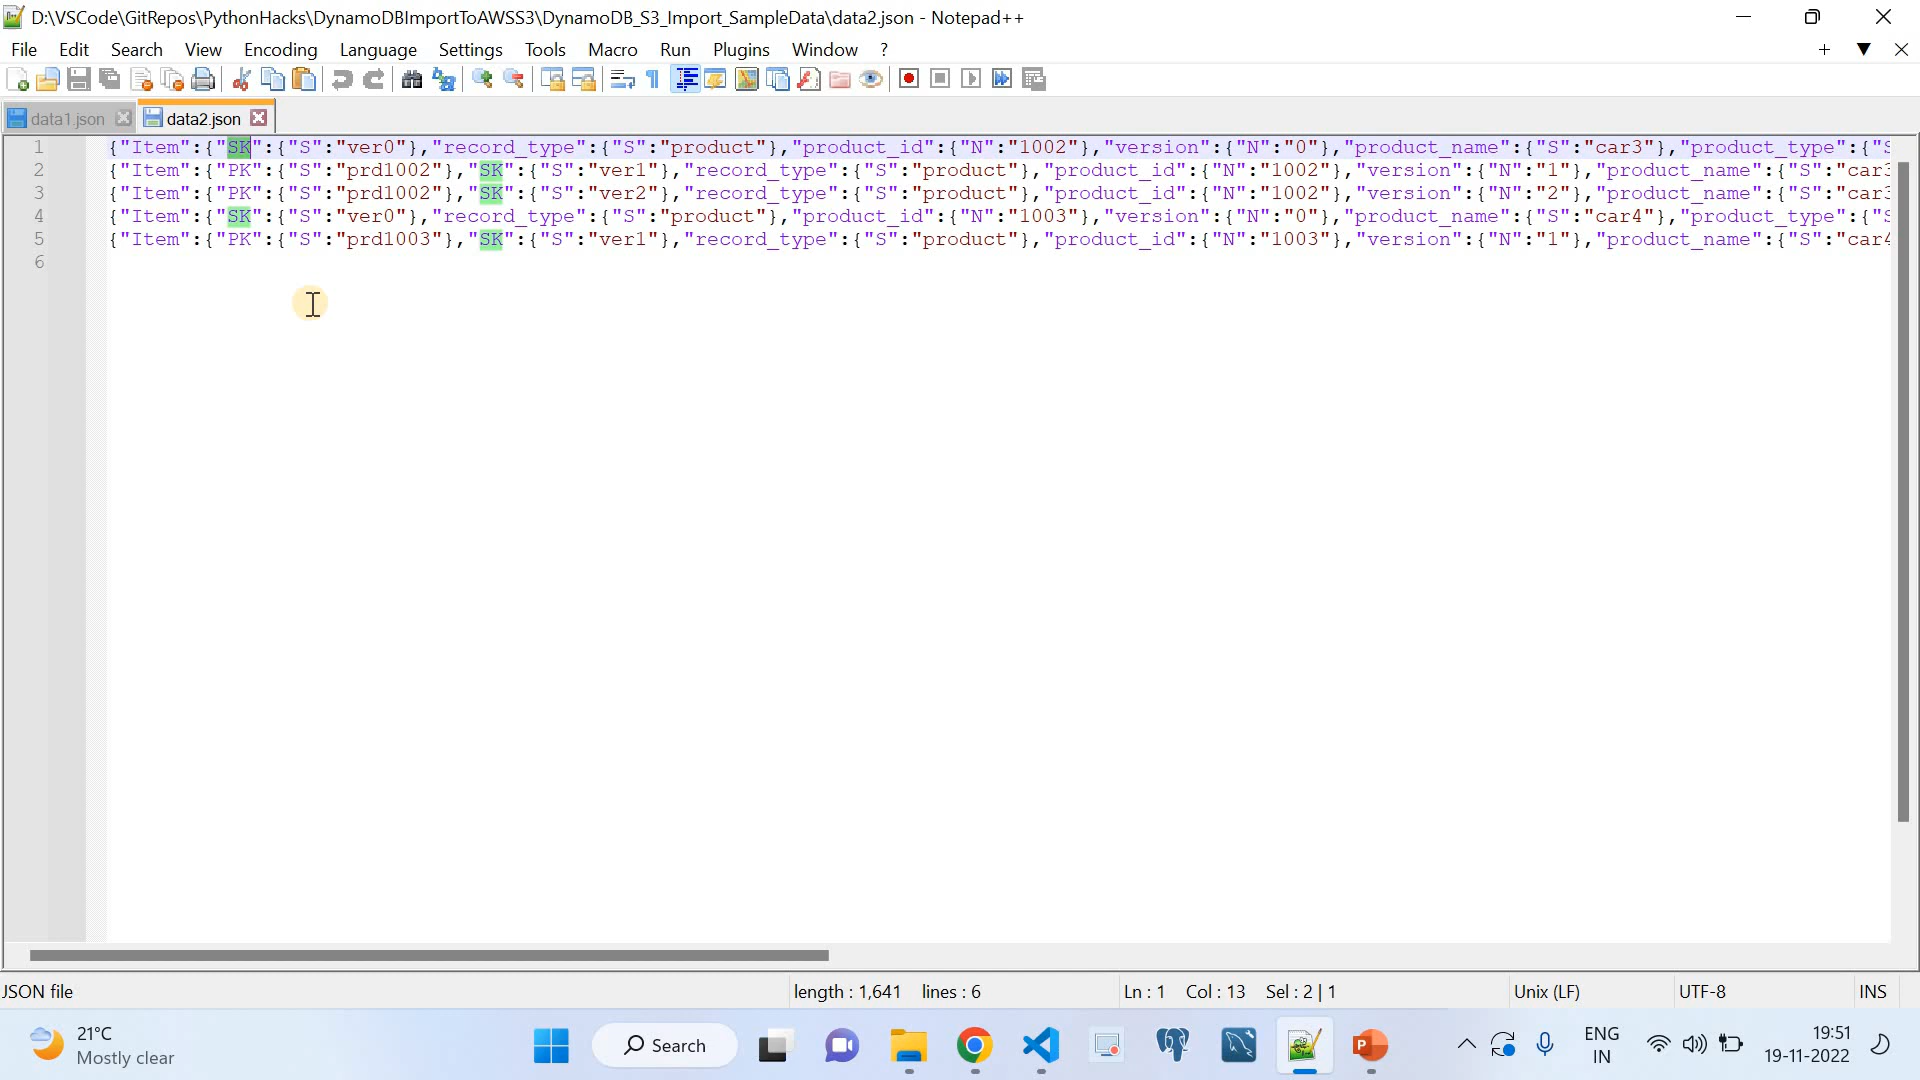 D:\VSCode\GitRepos\PythonHacks\DynamoDBImportToAWSS3\DynamoDB_S3_Import_SampleData\data2.json - Notepad++
File Edit Search View Encoding Language Settings Tools Macro Run Plugins Window ?
data1.json data2.json
1 {"Item":{"SK":{"S":"ver0"},"record_type":{"S":"product"},"product_id":{"N":"1002"},"version":{"N":"0"},"product_name":{"S":"car3"},"product_type":{"S
2 {"Item":{"PK":{"S":"prd1002"},"SK":{"S":"ver1"},"record_type":{"S":"product"},"product_id":{"N":"1002"},"version":{"N":"1"},"product_name":{"S":"car3
3 {"Item":{"PK":{"S":"prd1002"},"SK":{"S":"ver2"},"record_type":{"S":"product"},"product_id":{"N":"1002"},"version":{"N":"2"},"product_name":{"S":"car3
4 {"Item":{"SK":{"S":"ver0"},"record_type":{"S":"product"},"product_id":{"N":"1003"},"version":{"N":"0"},"product_name":{"S":"car4"},"product_type":{"S
5 {"Item":{"PK":{"S":"prd1003"},"SK":{"S":"ver1"},"record_type":{"S":"product"},"product_id":{"N":"1003"},"version":{"N":"1"},"product_name":{"S":"car4
6
JSON file length : 1,641 lines : 6 Ln : 1 Col : 13 Sel : 2 | 1 Unix (LF) UTF-8 INS
21°C
Mostly clear
Search
ENG
IN
19:51
19-11-2022